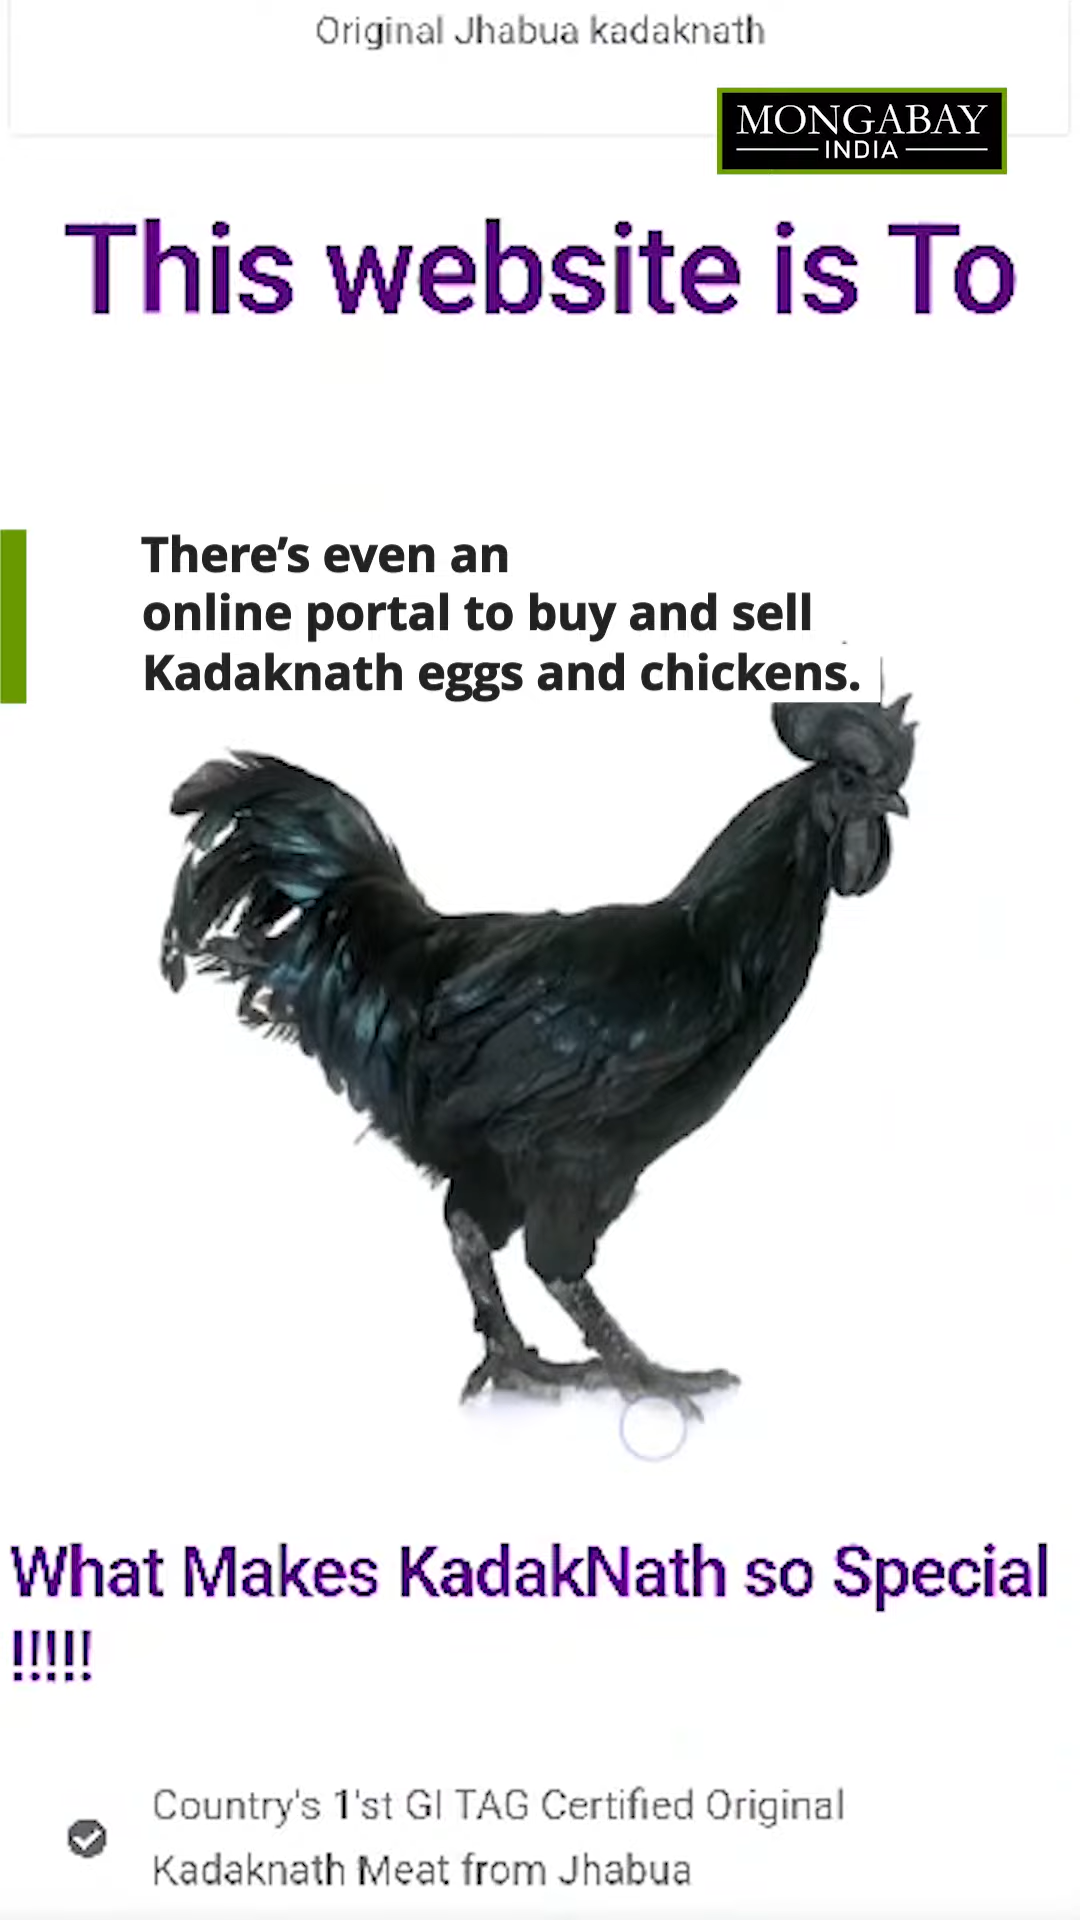 Original Jhabua kadaknath
MONGABAY
INDIA
This website is To
There’s even an
online portal to buy and sell
Kadaknath eggs and chickens.
What Makes KadakNath so Special
!!!!!
Country's 1'st GI TAG Certified Original
Kadaknath Meat from Jhabua